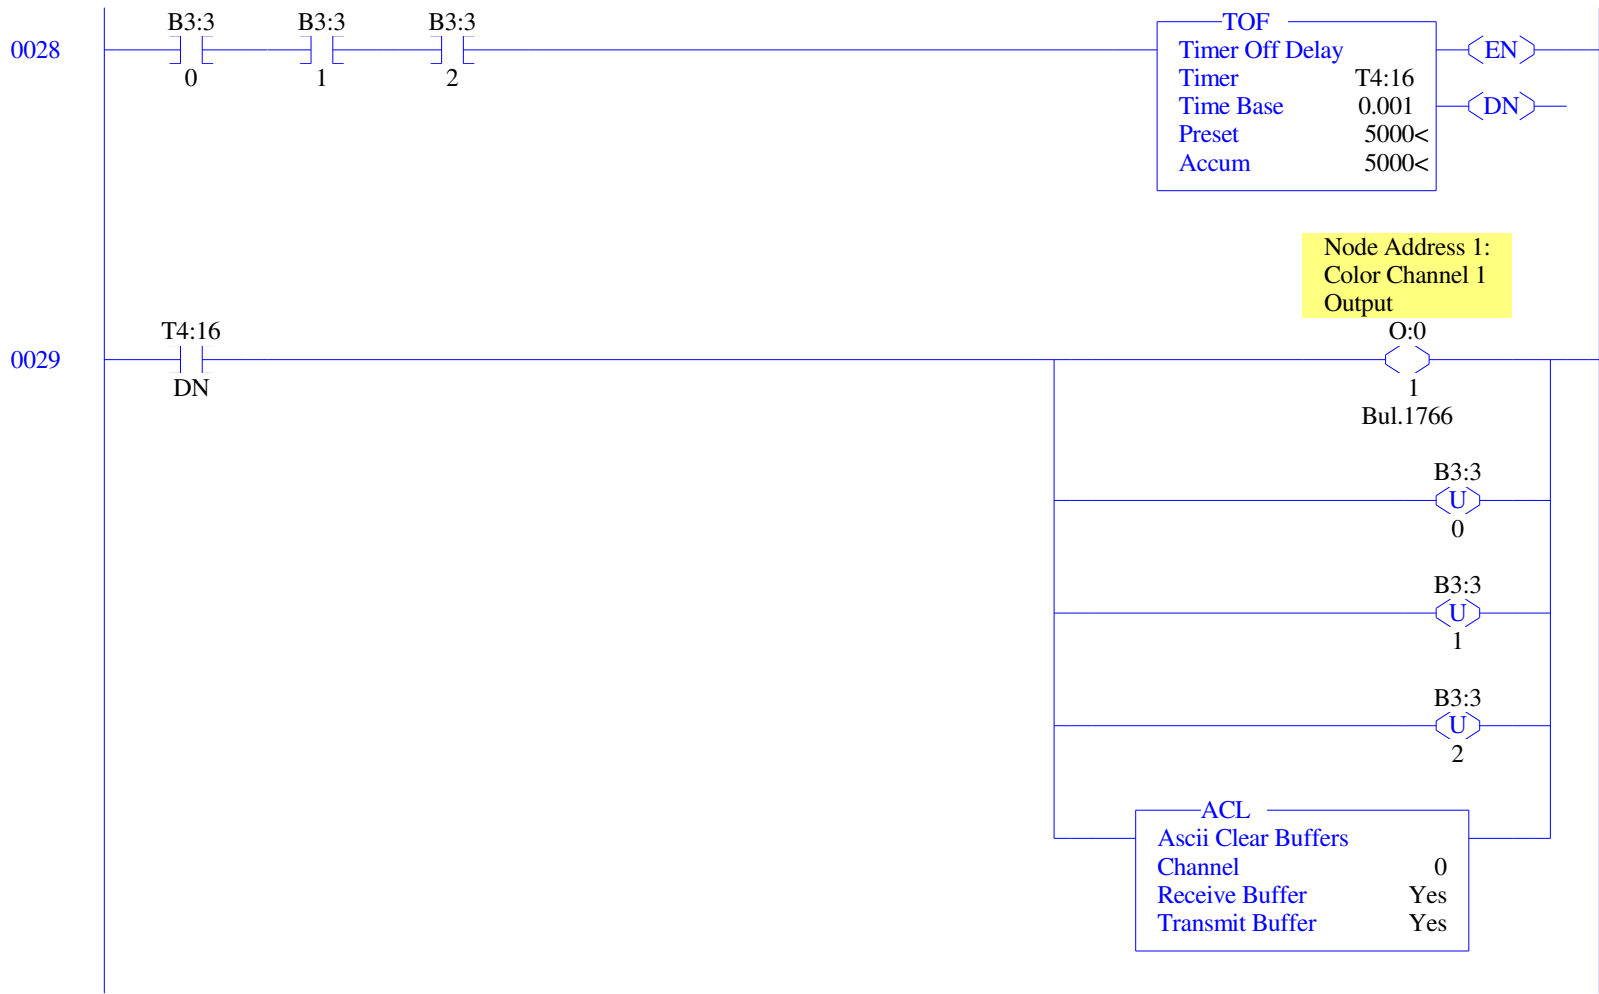 B3:3 B3:3 B3:3
0028
0 1 2
TOF
Timer Off Delay
Timer T4:16
Time Base 0.001
Preset 5000<
Accum 5000<
EN
DN
Node Address 1:
Color Channel 1
Output
0029
T4:16
DN
O:0
1
Bul.1766
B3:3
U
0
B3:3
U
1
B3:3
U
2
ACL
Ascii Clear Buffers
Channel 0
Receive Buffer Yes
Transmit Buffer Yes